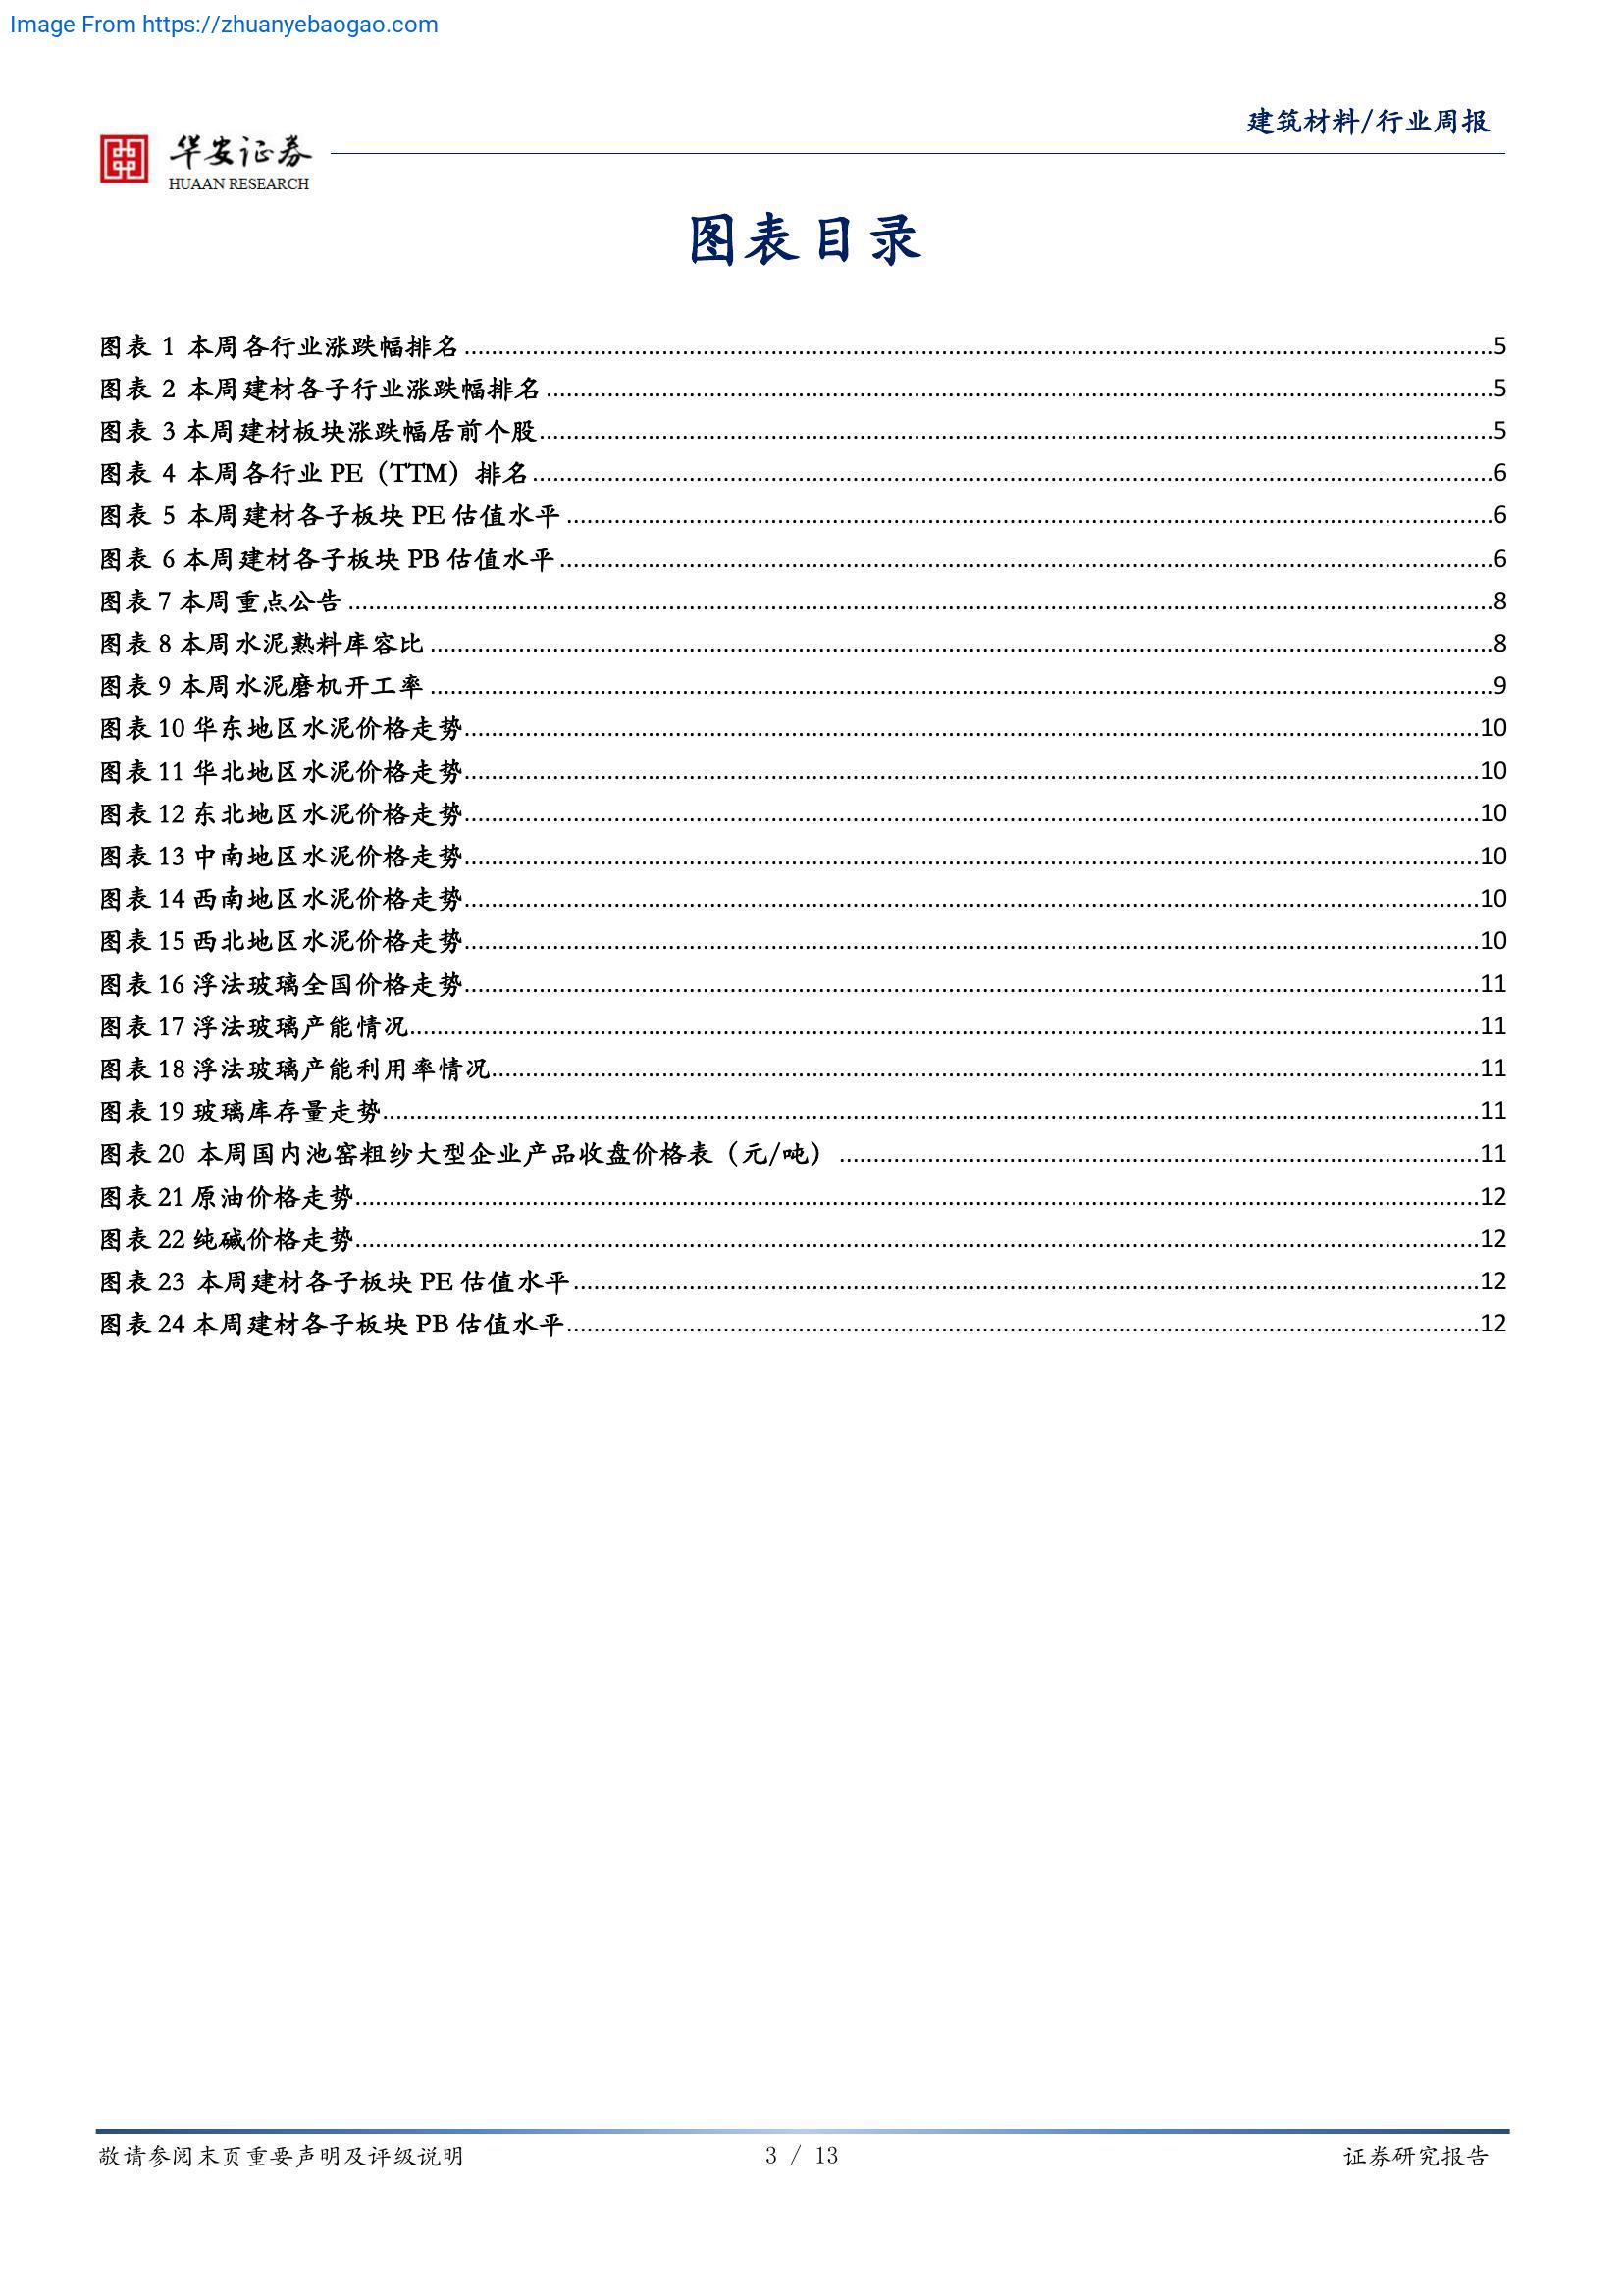 Image From https://zhuanyebaogao.com
建筑材料/行业周报
华安证券
HUAAN RESEARCH
图表目录
图表 1 本周各行业涨跌幅排名 5
图表 2 本周建材各子行业涨跌幅排名 5
图表 3 本周建材板块涨跌幅居前个股 5
图表 4 本周各行业 PE（TTM）排名 6
图表 5 本周建材各子板块 PE 估值水平 6
图表 6 本周建材各子板块 PB 估值水平 6
图表 7 本周重点公告 8
图表 8 本周水泥熟料库容比 8
图表 9 本周水泥磨机开工率 9
图表 10 华东地区水泥价格走势 10
图表 11 华北地区水泥价格走势 10
图表 12 东北地区水泥价格走势 10
图表 13 中南地区水泥价格走势 10
图表 14 西南地区水泥价格走势 10
图表 15 西北地区水泥价格走势 10
图表 16 浮法玻璃全国价格走势 11
图表 17 浮法玻璃产能情况 11
图表 18 浮法玻璃产能利用率情况 11
图表 19 玻璃库存量走势 11
图表 20 本周国内池窑粗纱大型企业产品收盘价格表（元/吨） 11
图表 21 原油价格走势 12
图表 22 纯碱价格走势 12
图表 23 本周建材各子板块 PE 估值水平 12
图表 24 本周建材各子板块 PB 估值水平 12
敬请参阅末页重要声明及评级说明 3 / 13 证券研究报告